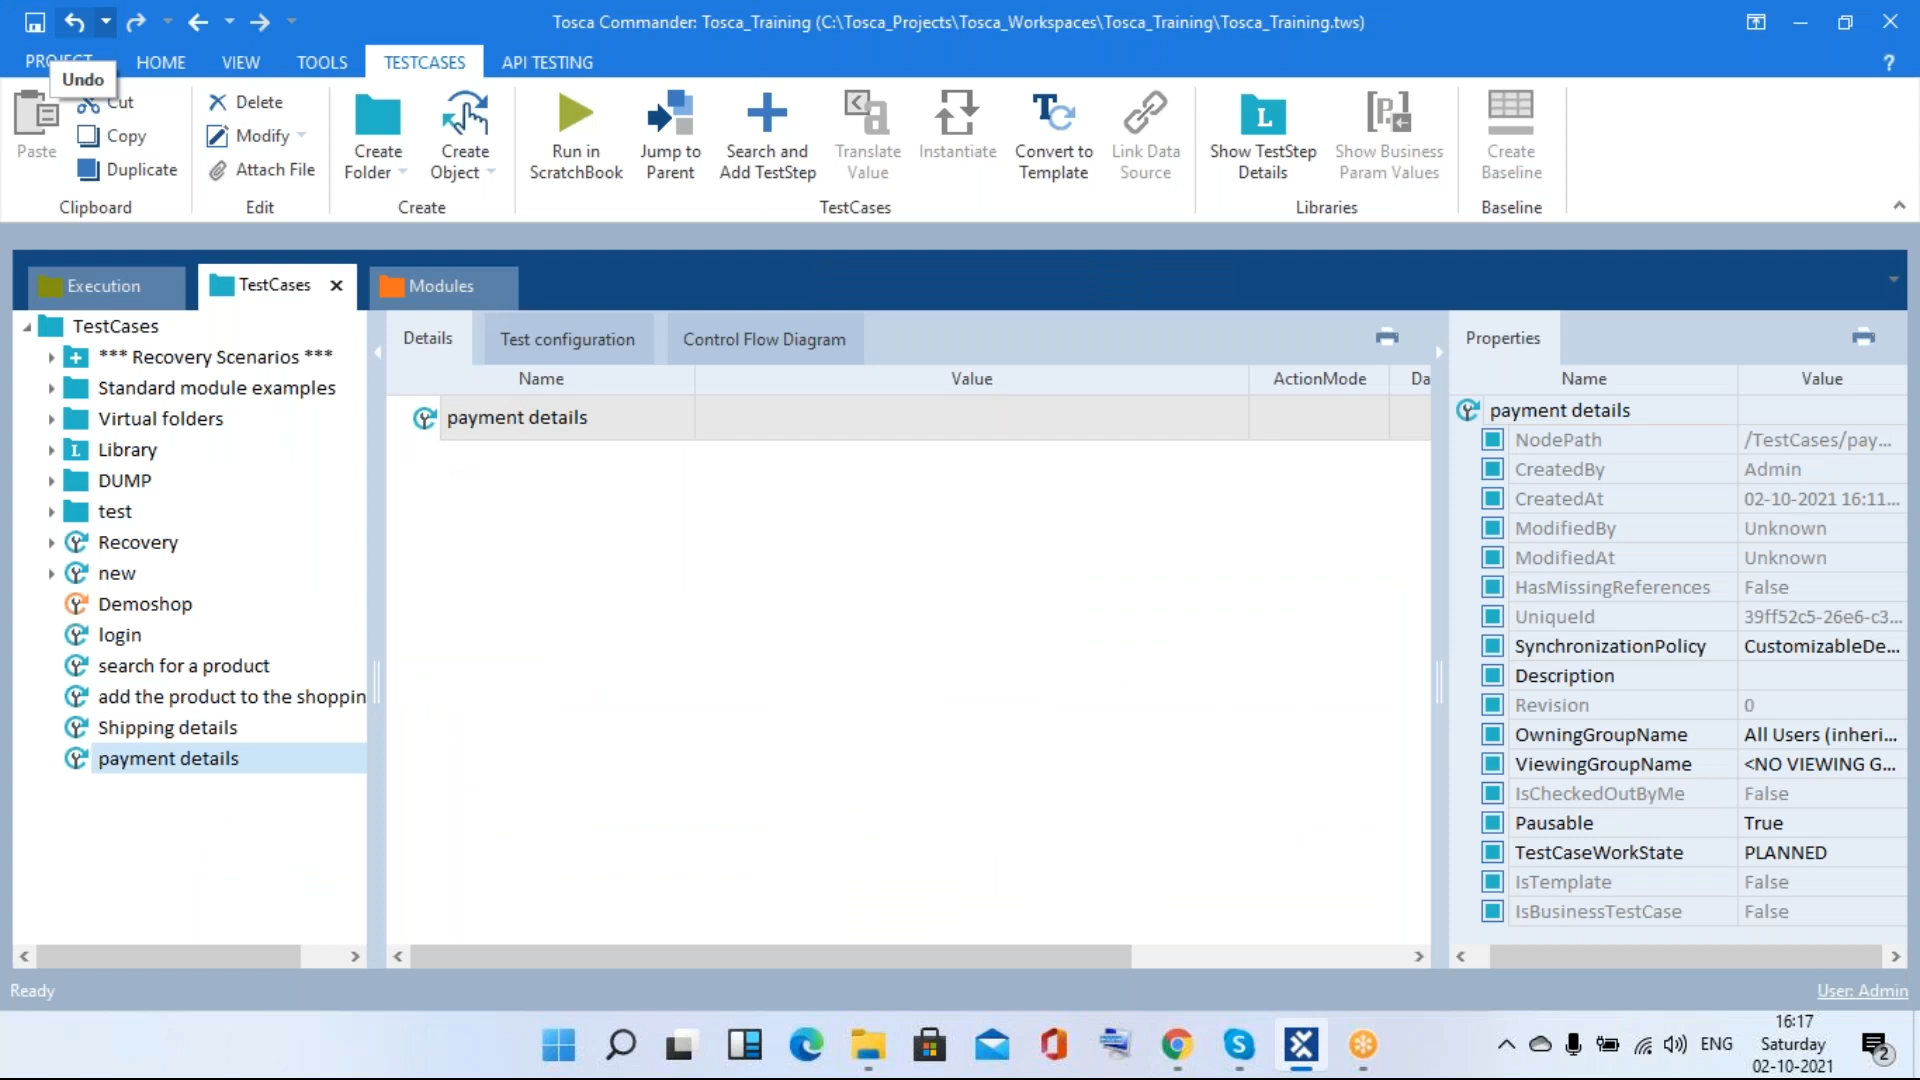 Tosca Commander: Tosca_Training (C:\Tosca_Projects\Tosca_Workspaces\Tosca_Training\Tosca_Training.tws)
HOME VIEW TOOLS TESTCASES API TESTING ?
Undo
Paste
Cut
Copy
Duplicate
Clipboard
Delete
Modify
Attach File
Edit
Create Folder
Create Object
Create
Run in ScratchBook
Jump to Parent
Search and Add TestStep
Translate Value
Instantiate
Convert to Template
Link Data Source
TestCases
Show TestStep Details
Show Business Param Values
Libraries
Create Baseline
Baseline
Execution TestCases Modules
TestCases
*** Recovery Scenarios ***
Standard module examples
Virtual folders
Library
DUMP
test
Recovery
new
Demoshop
login
search for a product
add the product to the shoppin
Shipping details
payment details
Details Test configuration Control Flow Diagram
Name Value ActionMode Da
payment details
Properties
Name Value
payment details
NodePath /TestCases/pay...
CreatedBy Admin
CreatedAt 02-10-2021 16:11...
ModifiedBy Unknown
ModifiedAt Unknown
HasMissingReferences False
UniqueId 39ff52c5-26e6-c3...
SynchronizationPolicy CustomizableDe...
Description
Revision 0
OwningGroupName All Users (inheri...
ViewingGroupName <NO VIEWING G...
IsCheckedOutByMe False
Pausable True
TestCaseWorkState PLANNED
IsTemplate False
IsBusinessTestCase False
Ready
User: Admin
ENG
16:17
Saturday
02-10-2021
2